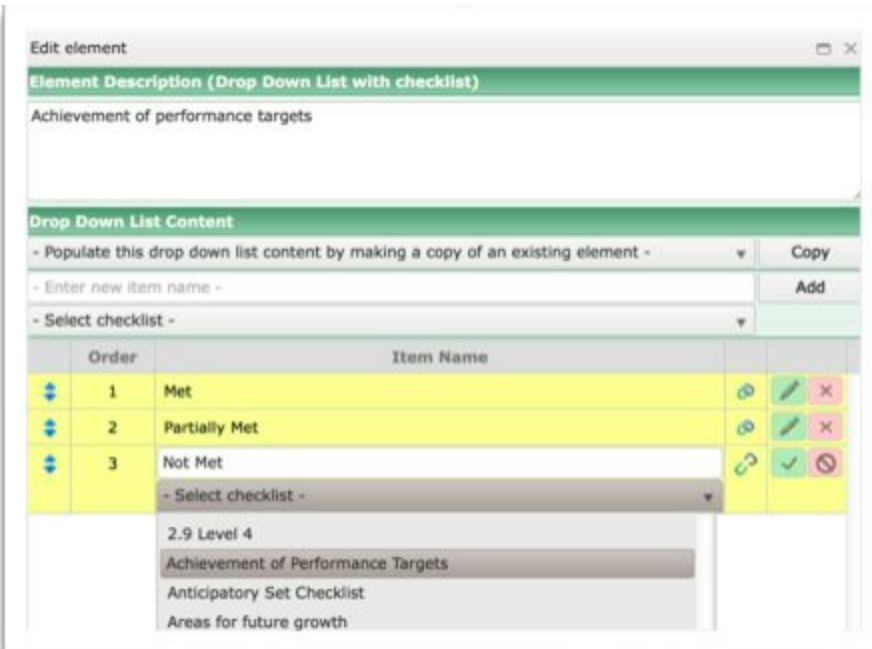 Edit element
Element Description (Drop Down List with checklist)
Achievement of performance targets
Drop Down List Content
- Populate this drop down list content by making a copy of an existing element - Copy
- Enter new item name - Add
- Select checklist -
Order Item Name
1 Met
2 Partially Met
3 Not Met
- Select checklist -
2.9 Level 4
Achievement of Performance Targets
Anticipatory Set Checklist
Areas for future growth